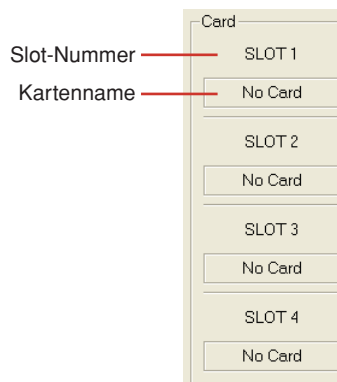 Card
Slot-Nummer SLOT 1
Kartenname No Card
SLOT 2
No Card
SLOT 3
No Card
SLOT 4
No Card